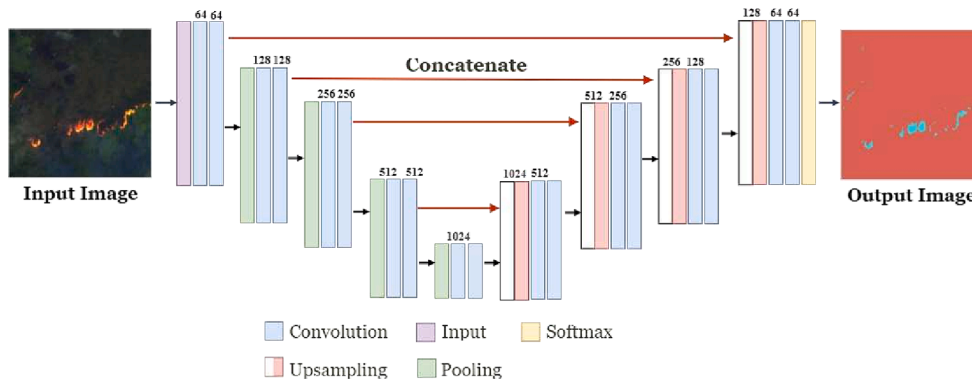 64 64
128 64 64
128 128
Concatenate
256 128
256 256
512 256
512 512
1024 512
1024
Input Image
Output Image
Convolution
Input
Softmax
Upsampling
Pooling